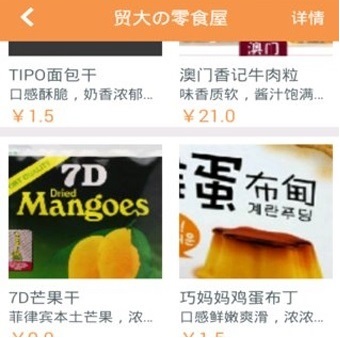 贸大の零食屋 详情
澳门
TIPO面包干
口感酥脆，奶香浓郁...
￥1.5
澳门香记牛肉粒
味香质软，酱汁饱满...
￥21.0
QUALITY
7D
Dried
Mangoes
蛋布甸
계란푸딩
7D芒果干
菲律宾本土芒果，浓...
巧妈妈鸡蛋布丁
口感鲜嫩爽滑，浓浓...
￥1.5